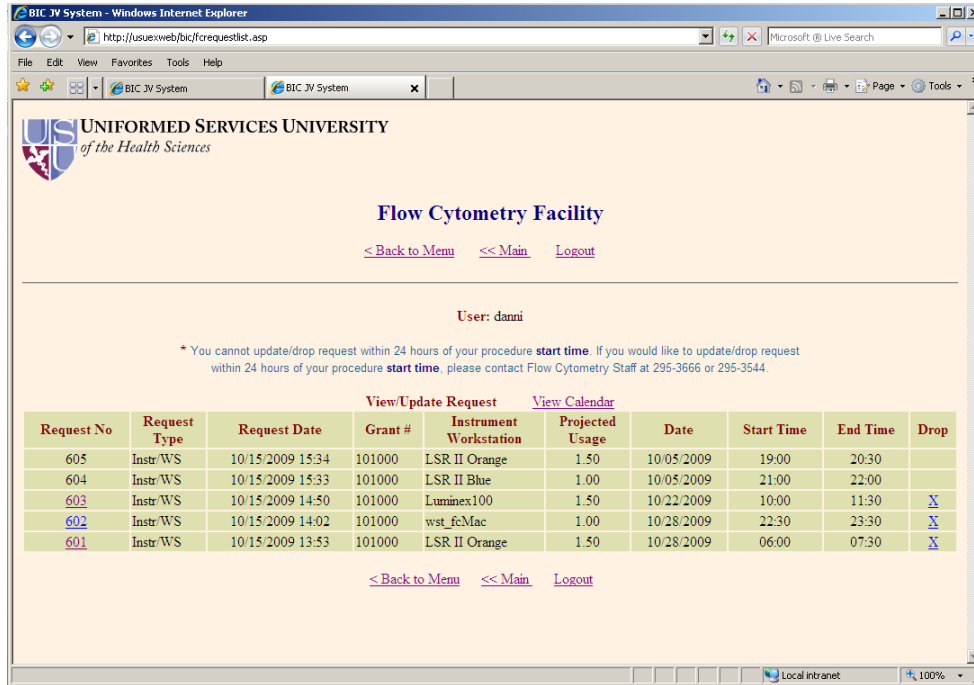 BIC JV System - Windows Internet Explorer
http://usuexweb/bic/fcrequestlist.asp
Microsoft ® Live Search
File Edit View Favorites Tools Help
BIC JV System BIC JV System Page Tools
US
U
UNIFORMED SERVICES UNIVERSITY
of the Health Sciences
Flow Cytometry Facility
< Back to Menu << Main Logout
User: danni
* You cannot update/drop request within 24 hours of your procedure start time. If you would like to update/drop request
within 24 hours of your procedure start time, please contact Flow Cytometry Staff at 295-3666 or 295-3544.
View/Update Request View Calendar
Request No Request Type Request Date Grant # Instrument Workstation Projected Usage Date Start Time End Time Drop
605 Instr/WS 10/15/2009 15:34 101000 LSR II Orange 1.50 10/05/2009 19:00 20:30
604 Instr/WS 10/15/2009 15:33 101000 LSR II Blue 1.00 10/05/2009 21:00 22:00
603 Instr/WS 10/15/2009 14:50 101000 Luminex100 1.50 10/22/2009 10:00 11:30 X
602 Instr/WS 10/15/2009 14:02 101000 wst_fcMac 1.00 10/28/2009 22:30 23:30 X
601 Instr/WS 10/15/2009 13:53 101000 LSR II Orange 1.50 10/28/2009 06:00 07:30 X
< Back to Menu << Main Logout
Local intranet 100%